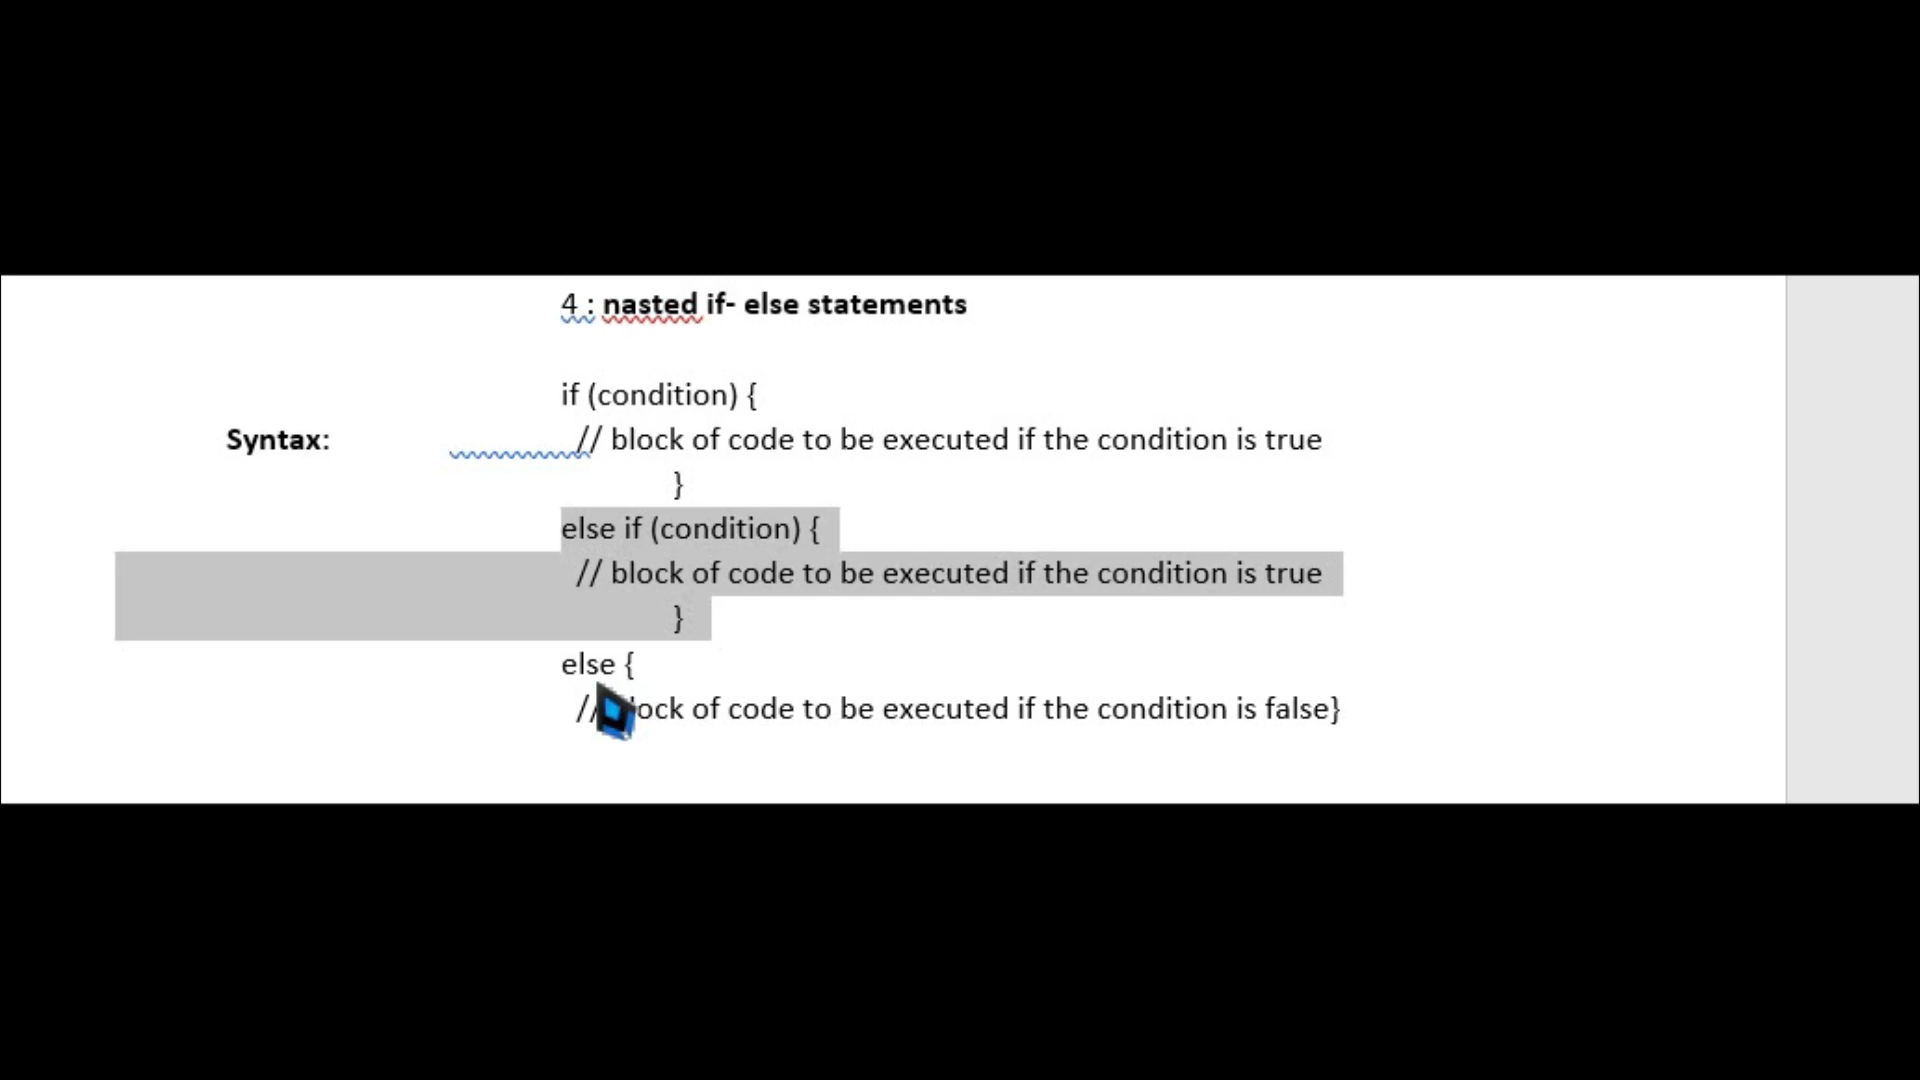 4 : nasted if- else statements
if (condition) {
Syntax: // block of code to be executed if the condition is true
}
else if (condition) {
// block of code to be executed if the condition is true
}
else {
// lock of code to be executed if the condition is false}